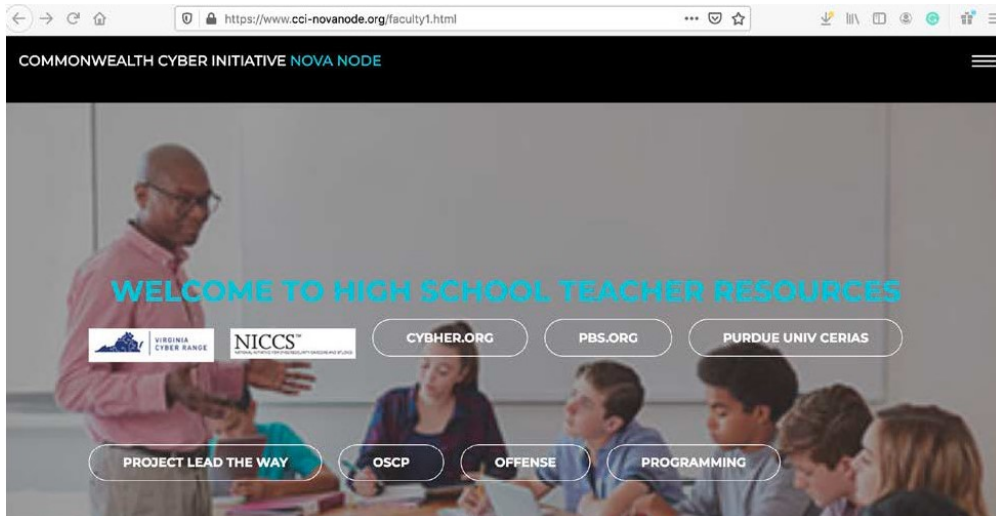 https://www.cci-novanode.org/faculty1.html
COMMONWEALTH CYBER INITIATIVE NOVA NODE
WELCOME TO HIGH SCHOOL TEACHER RESOURCES
VIRGINIA
CYBER RANGE
NICCS™
CYBHER.ORG
PBS.ORG
PURDUE UNIV CERIAS
PROJECT LEAD THE WAY
OSCP
OFFENSE
PROGRAMMING